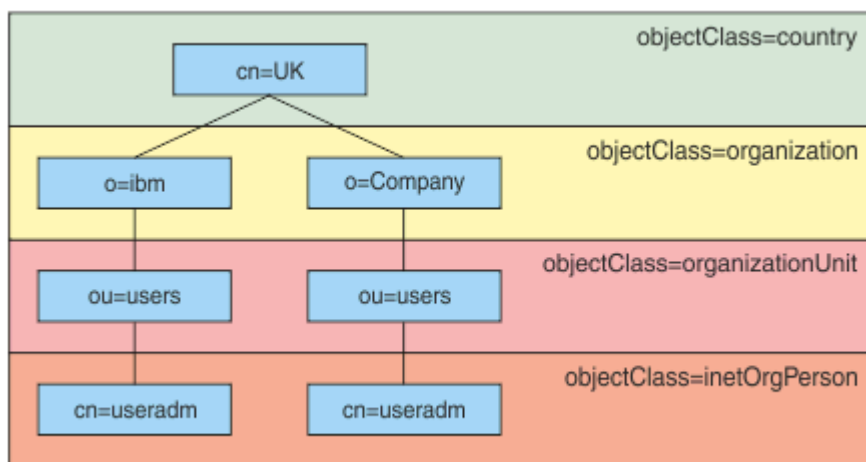 objectClass=country
cn=UK
objectClass=organization
o=ibm
o=Company
objectClass=organizationUnit
ou=users
ou=users
objectClass=inetOrgPerson
cn=useradm
cn=useradm